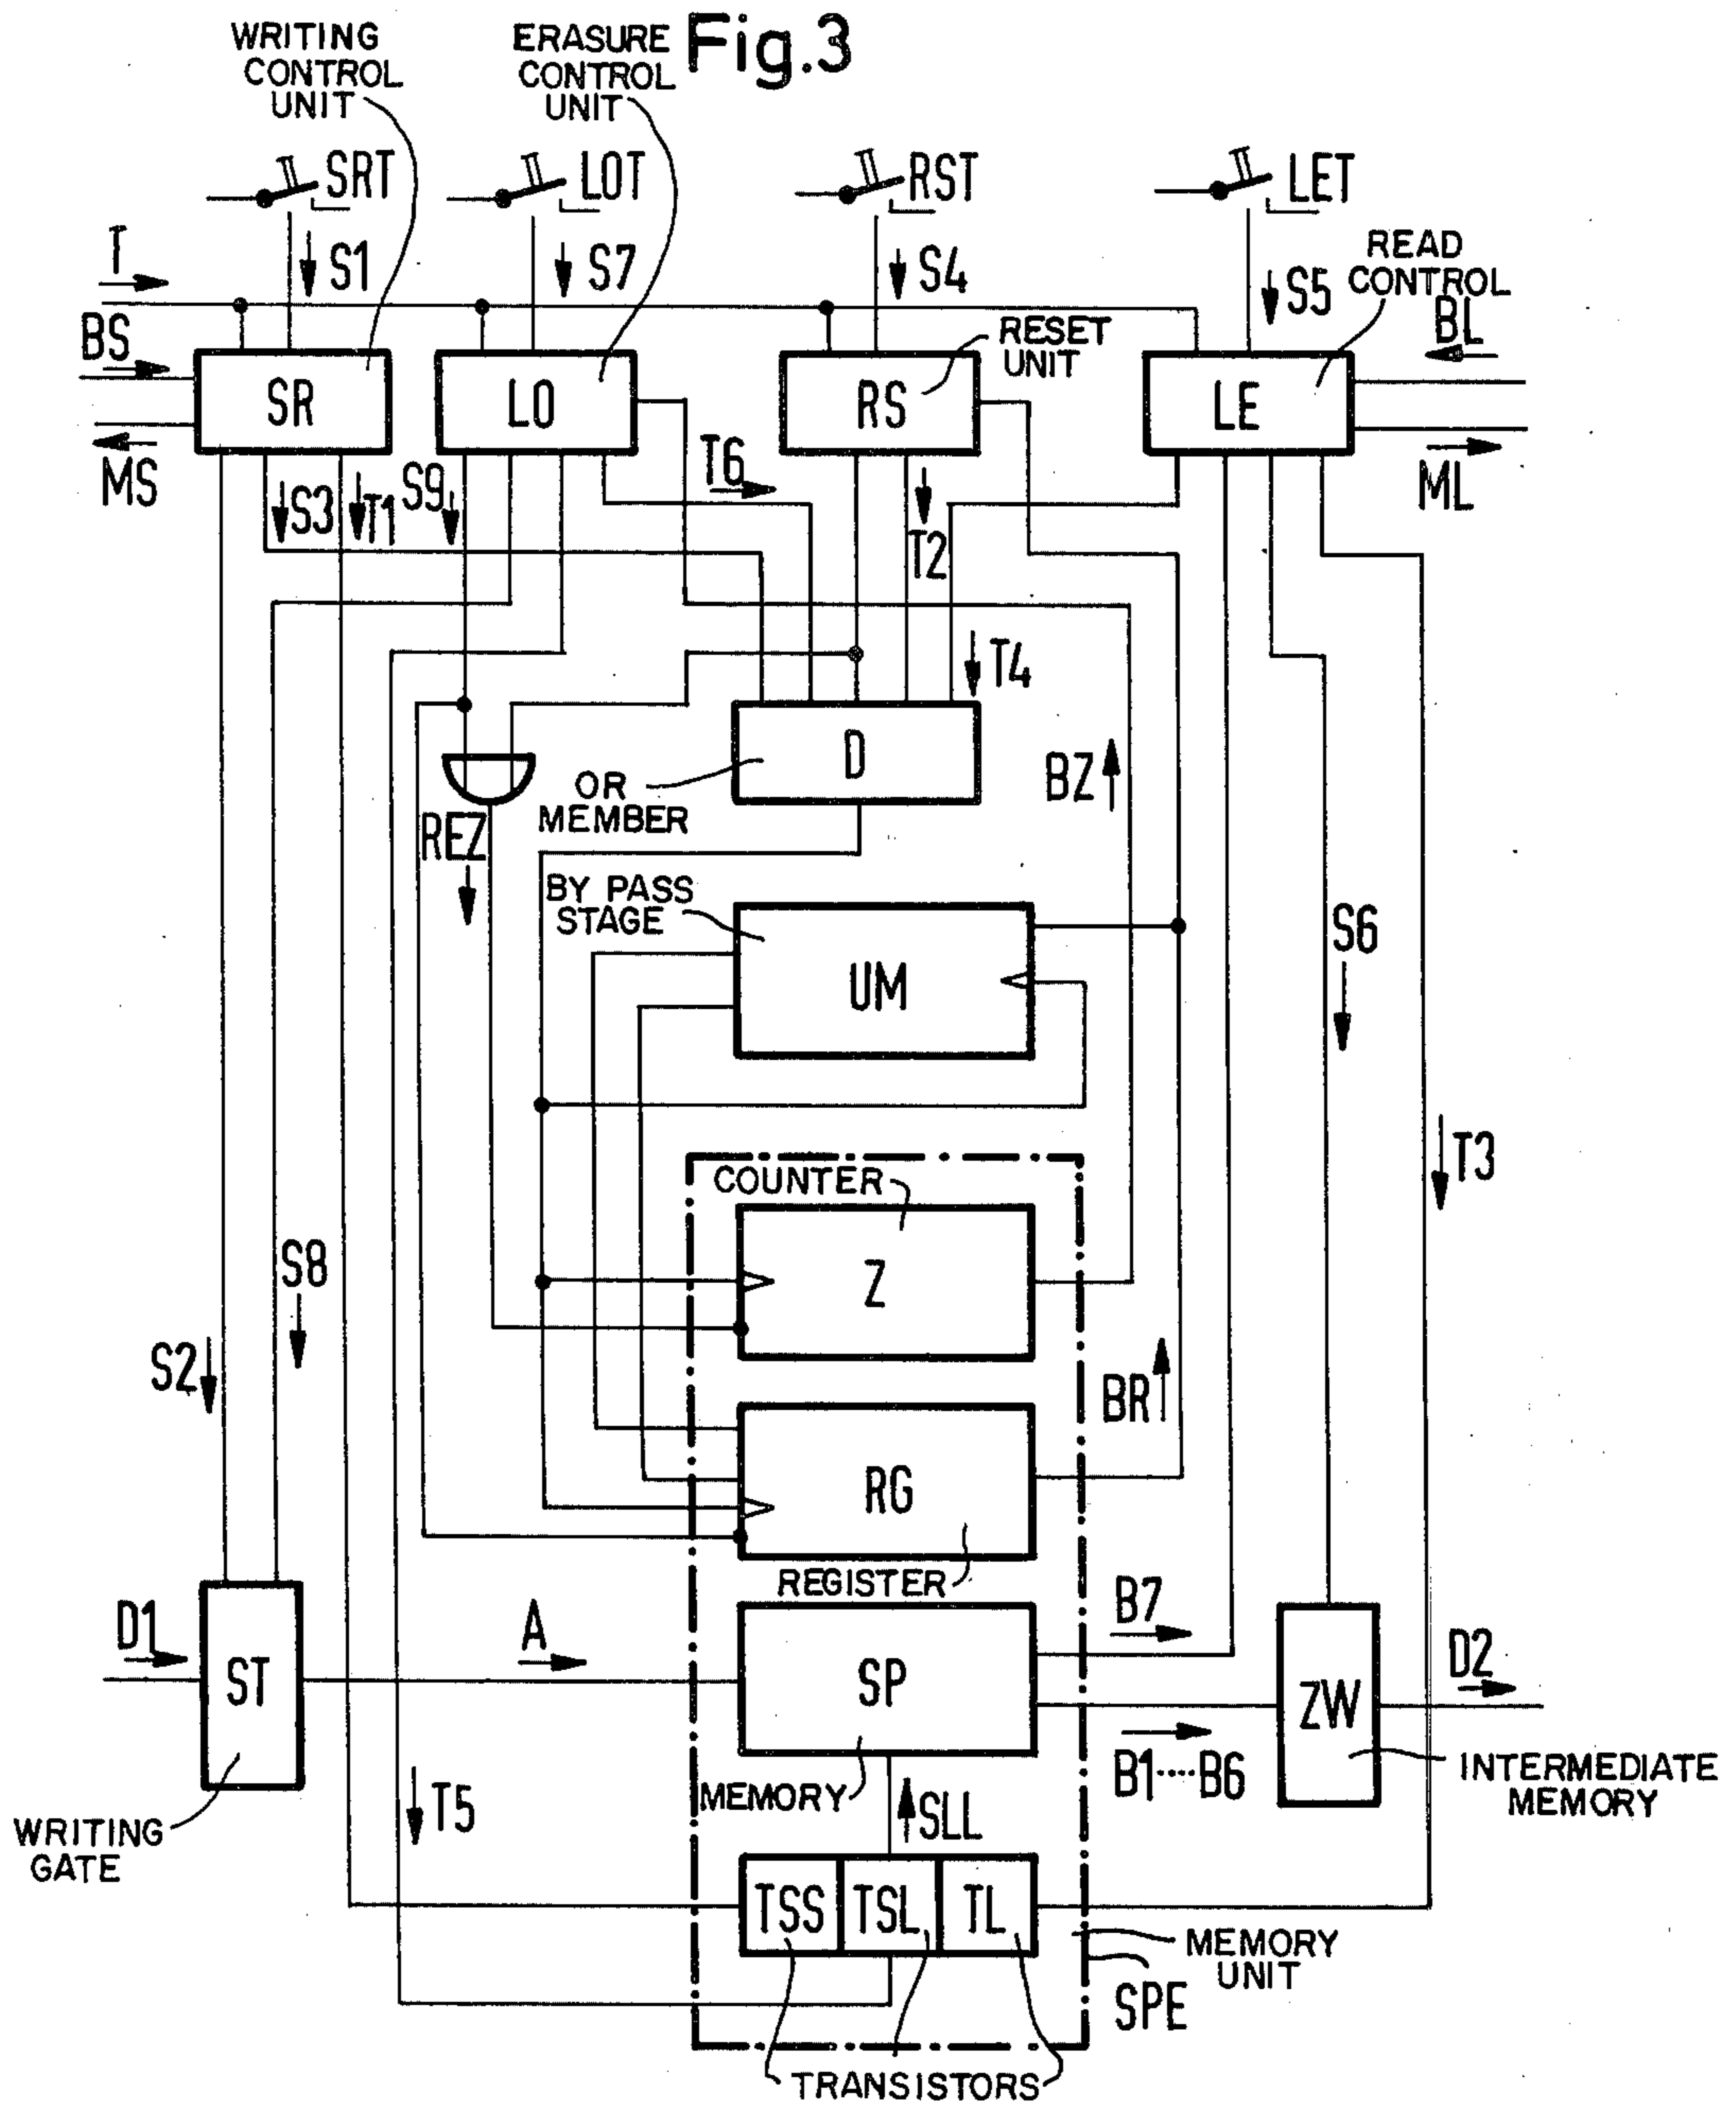 Fig.3
WRITING
CONTROL
UNIT
ERASURE
CONTROL
UNIT
SRT
LOT
RST
LET
T
S1
S7
S4
S5
READ
CONTROL
BS
BL
RESET
UNIT
SR
LO
RS
LE
MS
S3
T1
S9
T6
T2
ML
T4
D
OR
MEMBER
BZ
REZ
BY PASS
STAGE
UM
S6
T3
COUNTER
Z
S8
S2
BR
RG
REGISTER
D1
A
B7
D2
ST
SP
ZW
B1....B6
INTERMEDIATE
MEMORY
MEMORY
SLL
T5
WRITING
GATE
TSS
TSL
TL
MEMORY
UNIT
SPE
TRANSISTORS